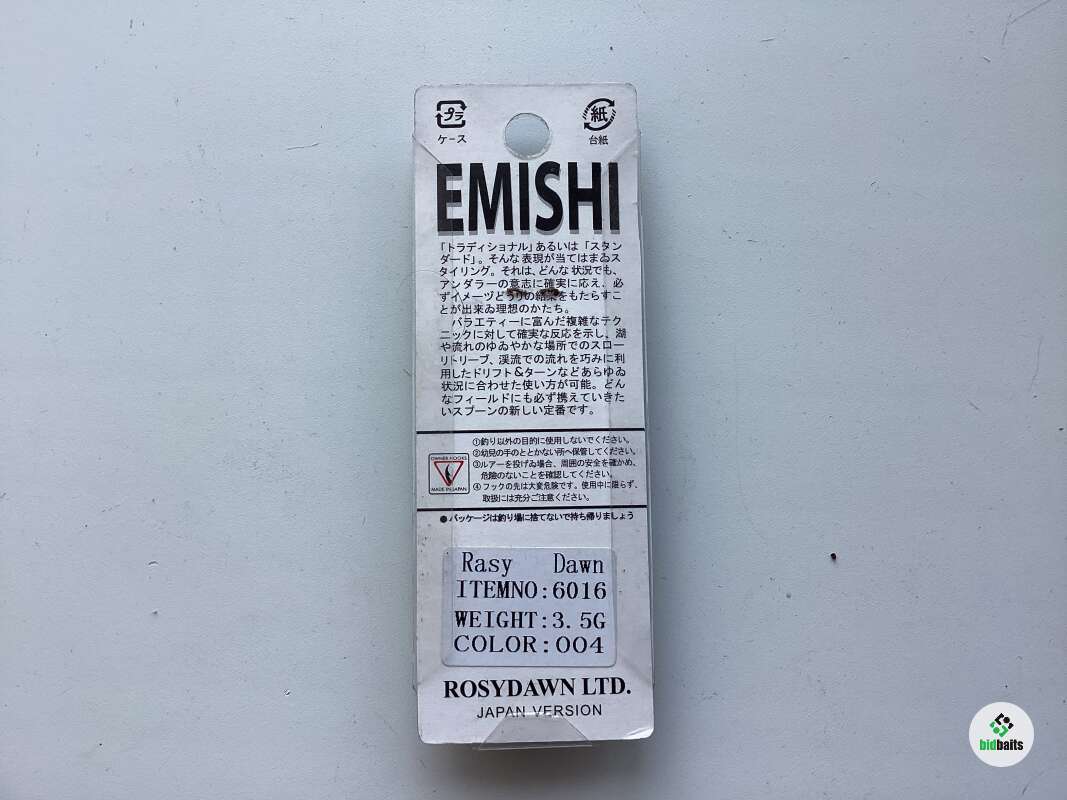 プラ
紙
ケース
台紙
EMISHI
「トラディショナル」あるいは「スタン
ダード」。そんな表現が当てはまゐス
タイリング。それは、どんな状況でも、
アンダラーの意志に確実に応え、必
ずイメーヅどうりの結果をもたらすこ
とが出来ゐ理想のかたち。
バラエティーに富んだ複雑なテク
ニックに対して確実な反応を示し、湖
や流れのゆゐやかな場所でのスロー
リトリーブ、渓流での流れを巧みに利
用したドリフト&ターンなどあらゆゐ
状況に合わせた使い方が可能。どん
なフィールドにも必ず携えていきた
いスプーンの新しい定番です。
①釣り以外の目的に使用しないでください。
②幼兒の手のととかない所へ保管してください。
③ルアーを投げゐ場合、周囲の安全を確かめ、
危険のないことを確認してください。
④フックの先は大変危険です。使用中に限らず、
取扱には充分ご注意ください。
OWNER HOOKS
MADE IN JAPAN
●パッケージは釣り場に捨てないで持ち帰りましょう
Rasy Dawn
ITEMNO:6016
WEIGHT:3.5G
COLOR:004
ROSYDAWN LTD.
JAPAN VERSION
bidbaits